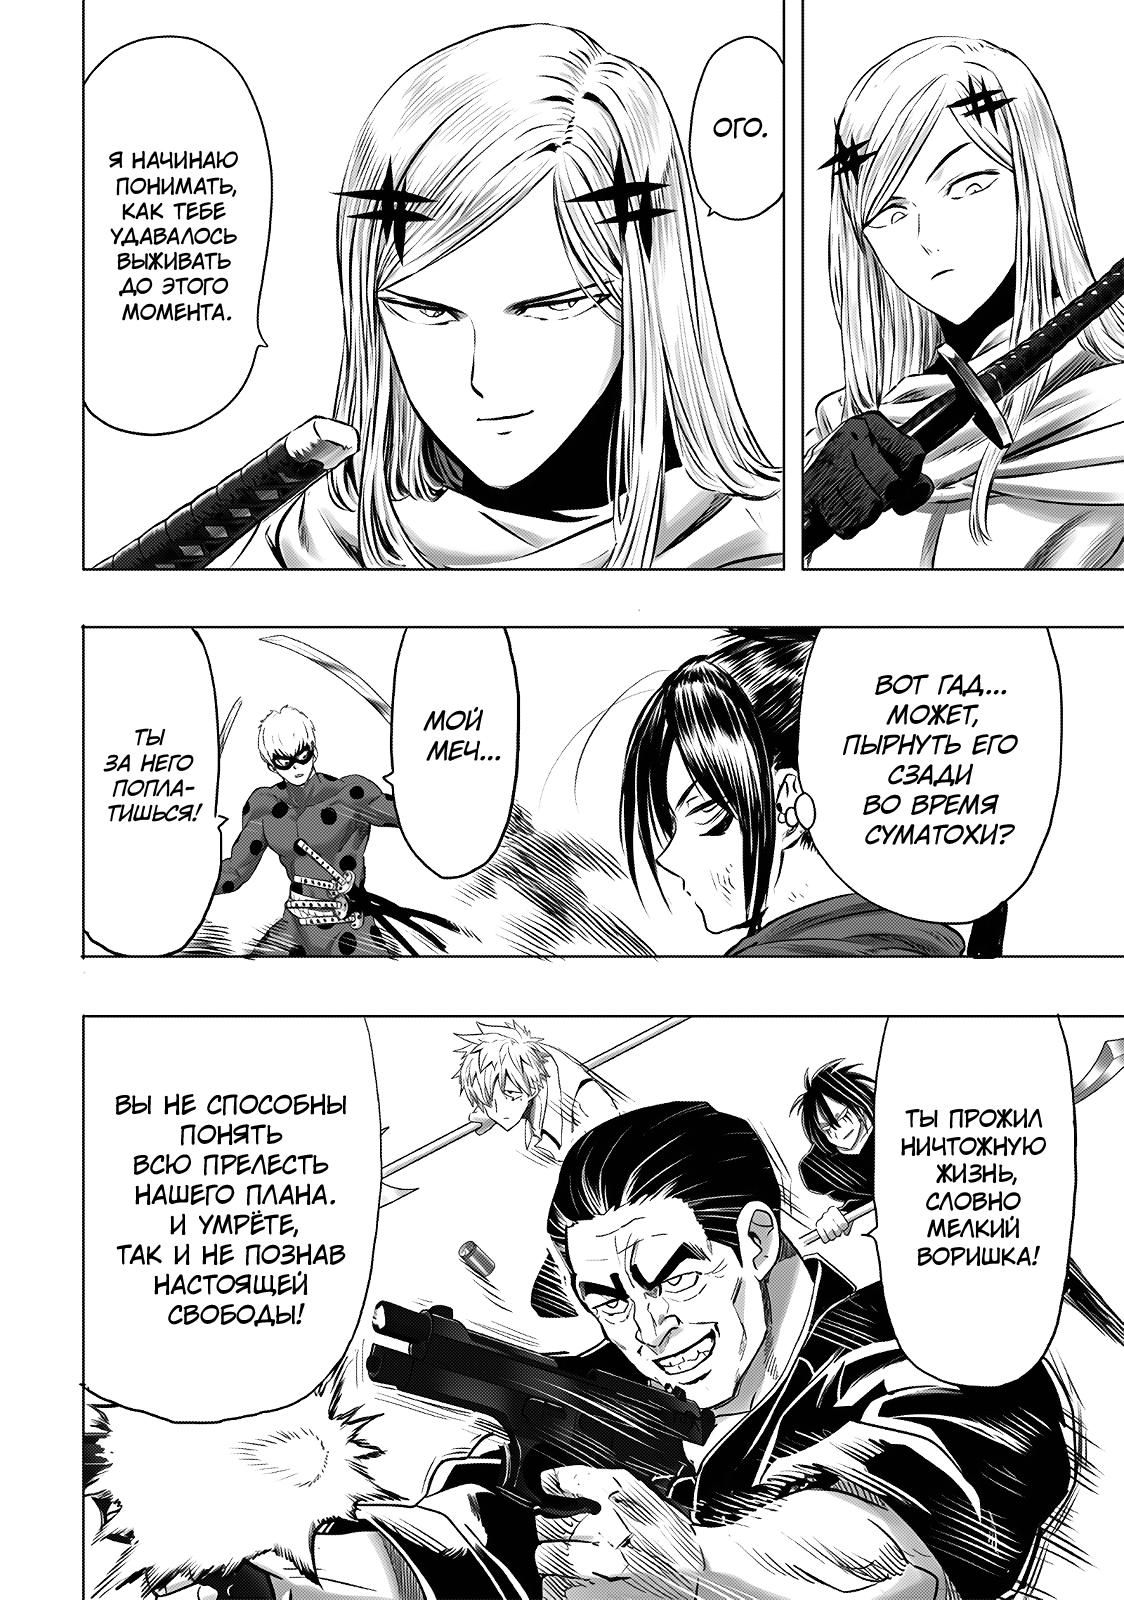 ОГО.
Я НАЧИНАЮ
ПОНИМАТЬ,
КАК ТЕБЕ
УДАВАЛОСЬ
ВЫЖИВАТЬ
ДО ЭТОГО
МОМЕНТА.
ВОТ ГАД...
МОЖЕТ,
ПЫРНУТЬ ЕГО
СЗАДИ
ВО ВРЕМЯ
СУМАТОХИ?
МОЙ
МЕЧ...
ТЫ
ЗА НЕГО
ПОПЛА-
ТИШЬСЯ!
ТЫ ПРОЖИЛ
НИЧТОЖНУЮ
ЖИЗНЬ,
СЛОВНО
МЕЛКИЙ
ВОРИШКА!
ВЫ НЕ СПОСОБНЫ
ПОНЯТЬ
ВСЮ ПРЕЛЕСТЬ
НАШЕГО ПЛАНА.
И УМРЁТЕ,
ТАК И НЕ ПОЗНАВ
НАСТОЯЩЕЙ
СВОБОДЫ!